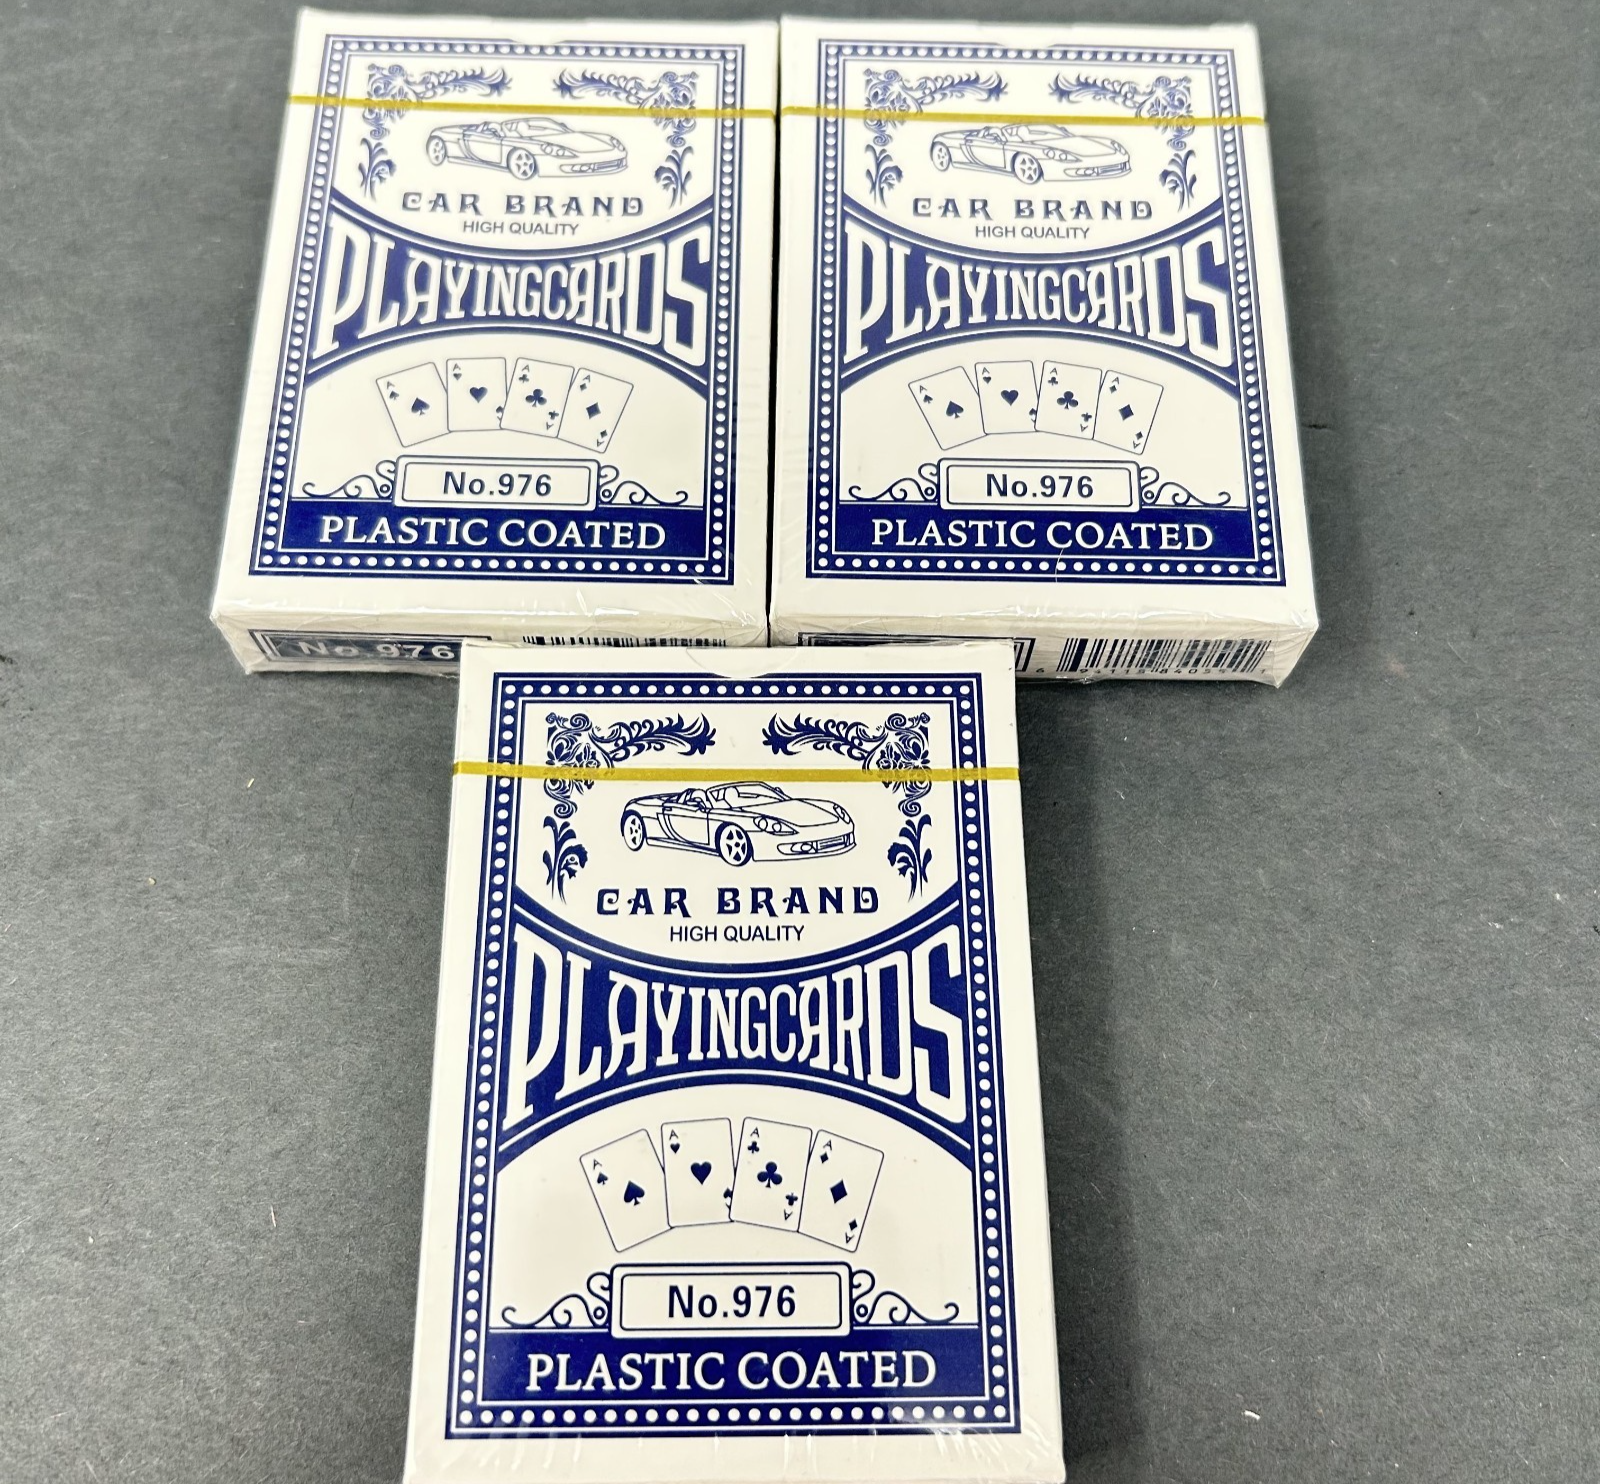 CAR BRAND
HIGH QUALITY
PLAYINGCARDS
No.976
PLASTIC COATED
No.976
CAR BRAND
HIGH QUALITY
PLAYINGCARDS
No.976
PLASTIC COATED
CAR BRAND
HIGH QUALITY
PLAYINGCARDS
A
A
A
A
A
A
No.976
PLASTIC COATED